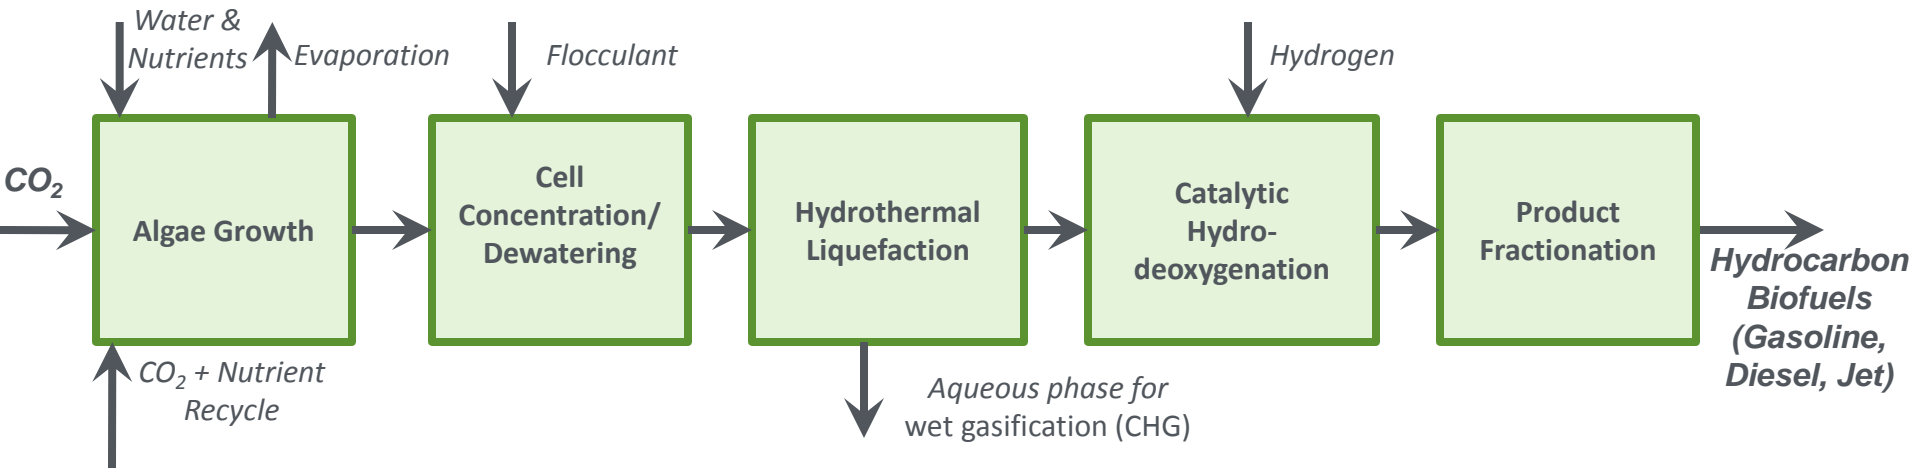 Water &
Nutrients
Evaporation
Flocculant
Hydrogen
CO₂
Algae Growth
Cell
Concentration/
Dewatering
Hydrothermal
Liquefaction
Catalytic
Hydro-
deoxygenation
Product
Fractionation
Hydrocarbon
Biofuels
(Gasoline,
Diesel, Jet)
CO₂ + Nutrient
Recycle
Aqueous phase for
wet gasification (CHG)